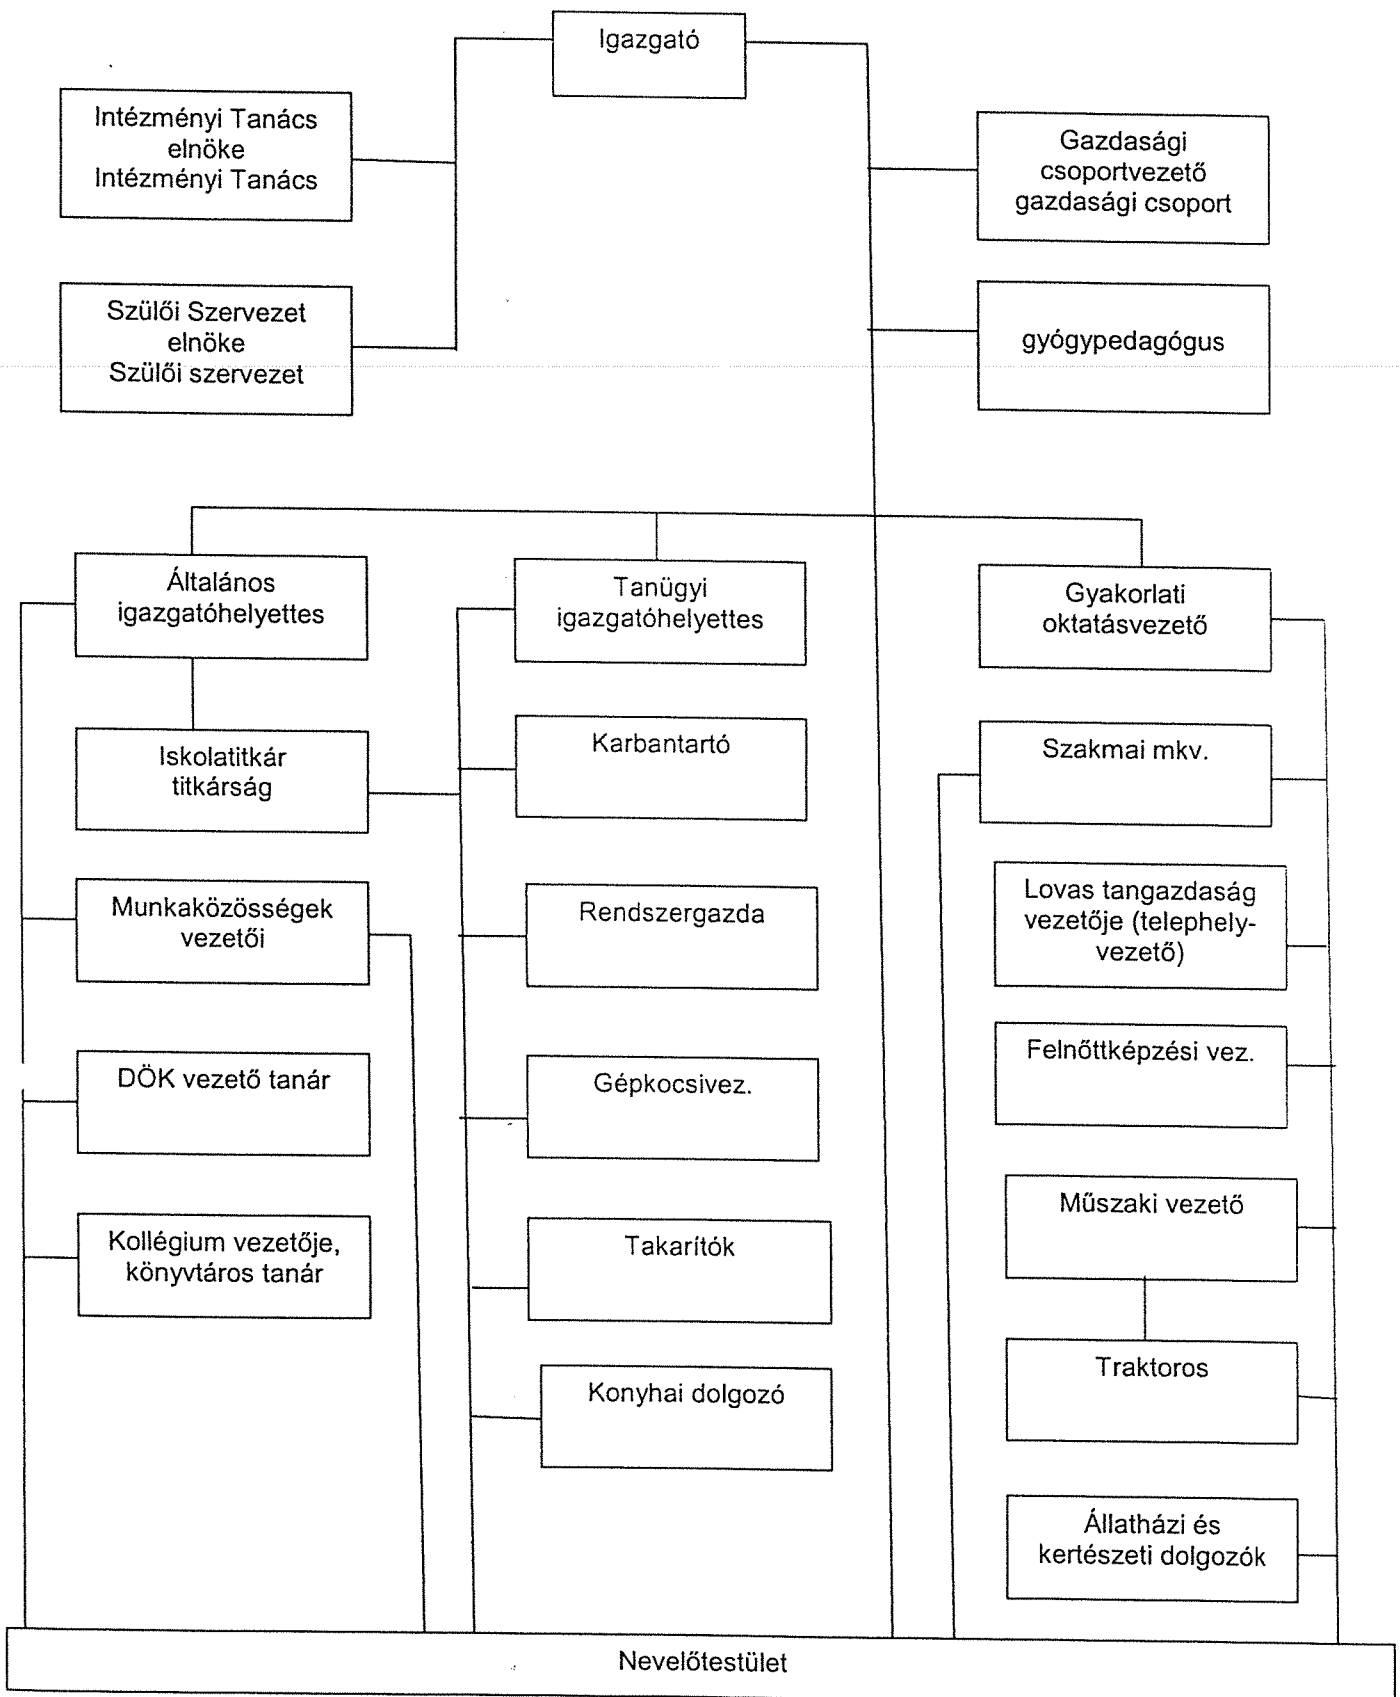 Igazgató
Intézményi Tanács
elnöke
Intézményi Tanács
Gazdasági
csoportvezető
gazdasági csoport
Szülői Szervezet
elnöke
Szülői szervezet
gyógypedagógus
Általános
igazgatóhelyettes
Tanügyi
igazgatóhelyettes
Gyakorlati
oktatásvezető
Iskolatitkár
titkárság
Karbantartó
Szakmai mkv.
Munkaközösségek
vezetői
Rendszergazda
Lovas tangazdaság
vezetője (telephely-
vezető)
DÖK vezető tanár
Gépkocsivez.
Felnőttképzési vez.
Kollégium vezetője,
könyvtáros tanár
Takarítók
Műszaki vezető
Konyhai dolgozó
Traktoros
Állatházi és
kertészeti dolgozók
Nevelőtestület